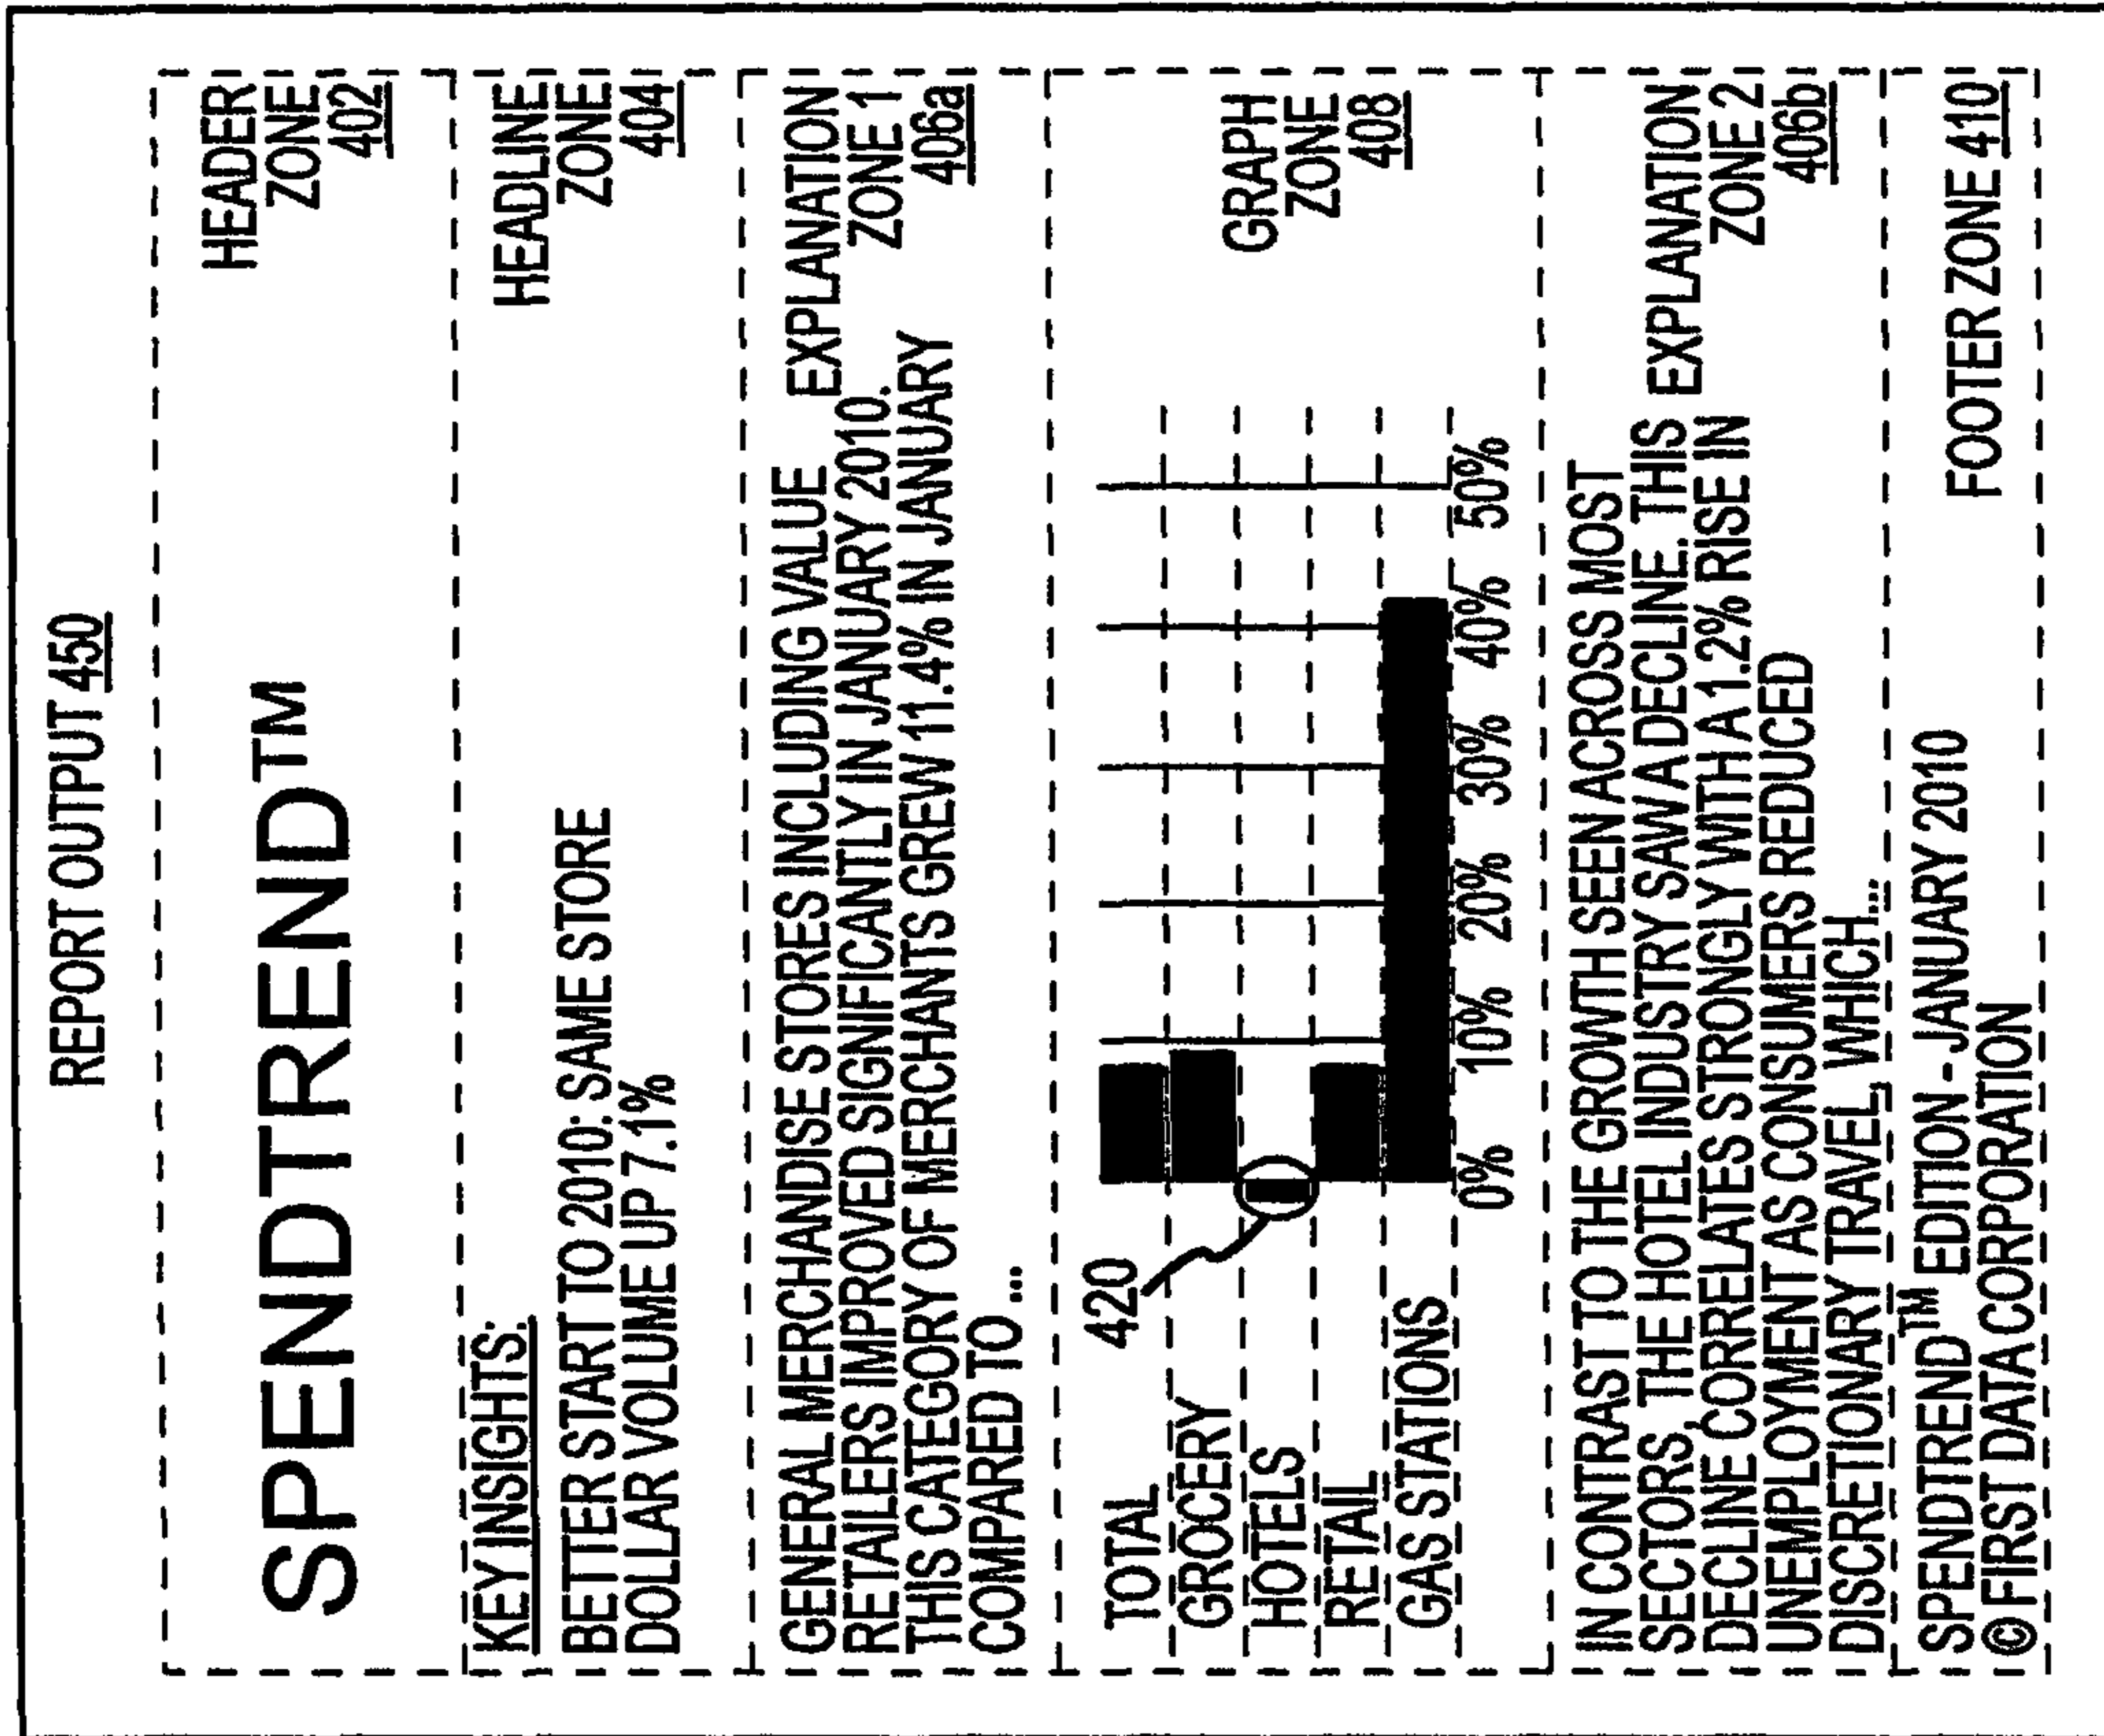 REPORT OUTPUT 450
SPENDTREND™
HEADER
ZONE
402
KEY INSIGHTS:
BETTER START TO 2010: SAME STORE
DOLLAR VOLUME UP 7.1%
HEADLINE
ZONE
404
GENERAL MERCHANDISE STORES INCLUDING VALUE
RETAILERS IMPROVED SIGNIFICANTLY IN JANUARY 2010.
THIS CATEGORY OF MERCHANTS GREW 11.4% IN JANUARY
COMPARED TO ...
EXPLANATION
ZONE 1
406a
420
TOTAL
GROCERY
HOTELS
RETAIL
GAS STATIONS
0% 10% 20% 30% 40% 50%
GRAPH
ZONE
408
IN CONTRAST TO THE GROWTH SEEN ACROSS MOST
SECTORS, THE HOTEL INDUSTRY SAW A DECLINE. THIS
DECLINE CORRELATES STRONGLY WITH A 1.2% RISE IN
UNEMPLOYMENT AS CONSUMERS REDUCED
DISCRETIONARY TRAVEL, WHICH...
EXPLANATION
ZONE 2
406b
SPENDTREND™ EDITION - JANUARY 2010
© FIRST DATA CORPORATION
FOOTER ZONE 410